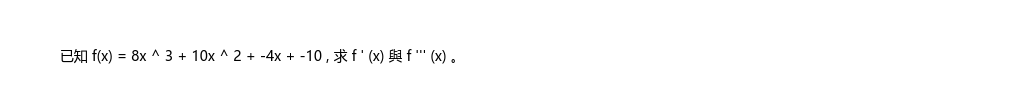 已知 f(x) = 8x ^ 3 + 10x ^ 2 + -4x + -10 , 求 f ' (x) 與 f ''' (x) 。